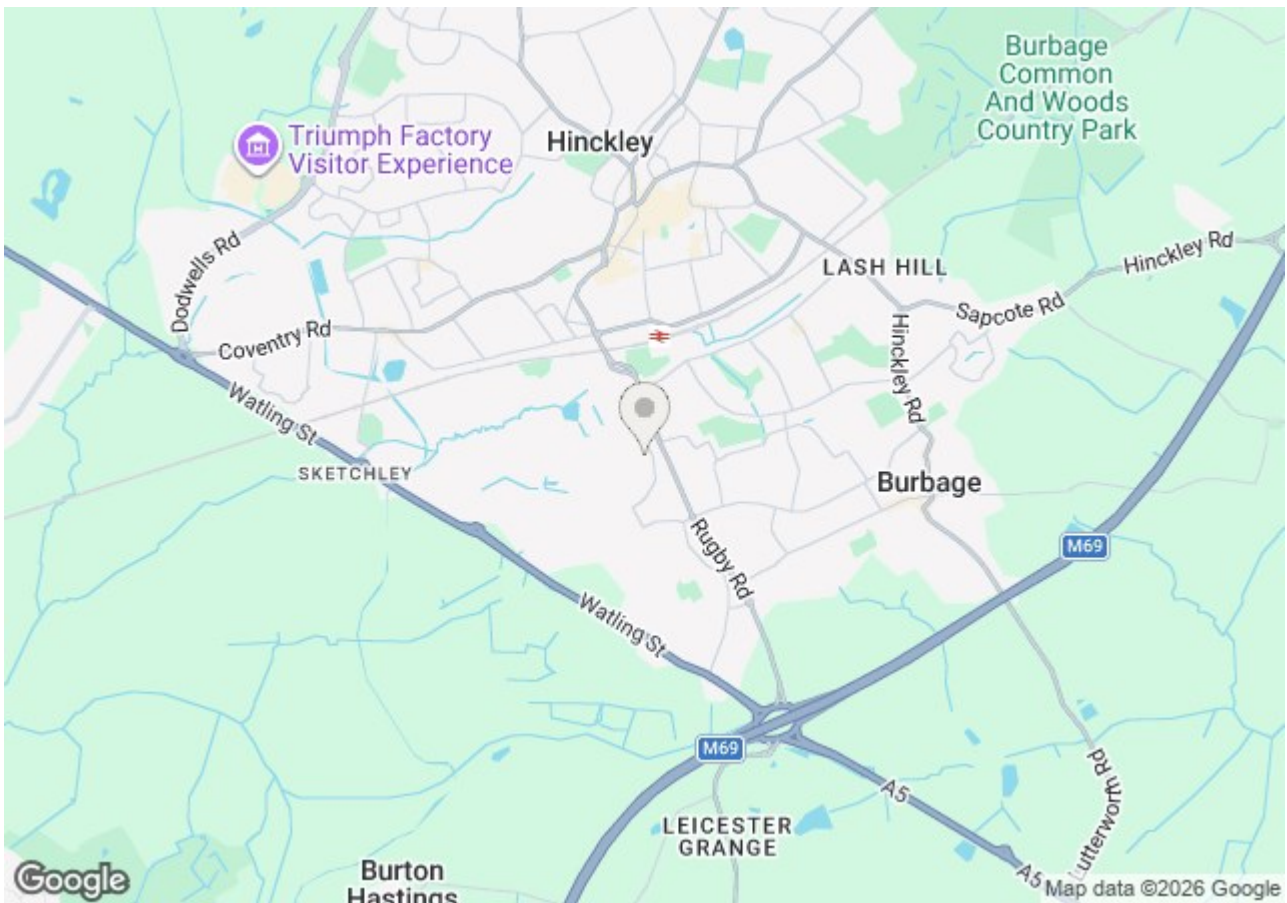 Burbage
Common
And Woods
Country Park
Triumph Factory
Visitor Experience
Hinckley
Dodwells Rd
LASH HILL
Hinckley Rd
Sapcote Rd
Coventry Rd
Hinckley Rd
Watling St
SKETCHLEY
Burbage
Rugby Rd
M69
Watling St
M69
A5
Lutterworth Rd
LEICESTER
GRANGE
Burton
Hastings
A5
Google
Map data ©2026 Google